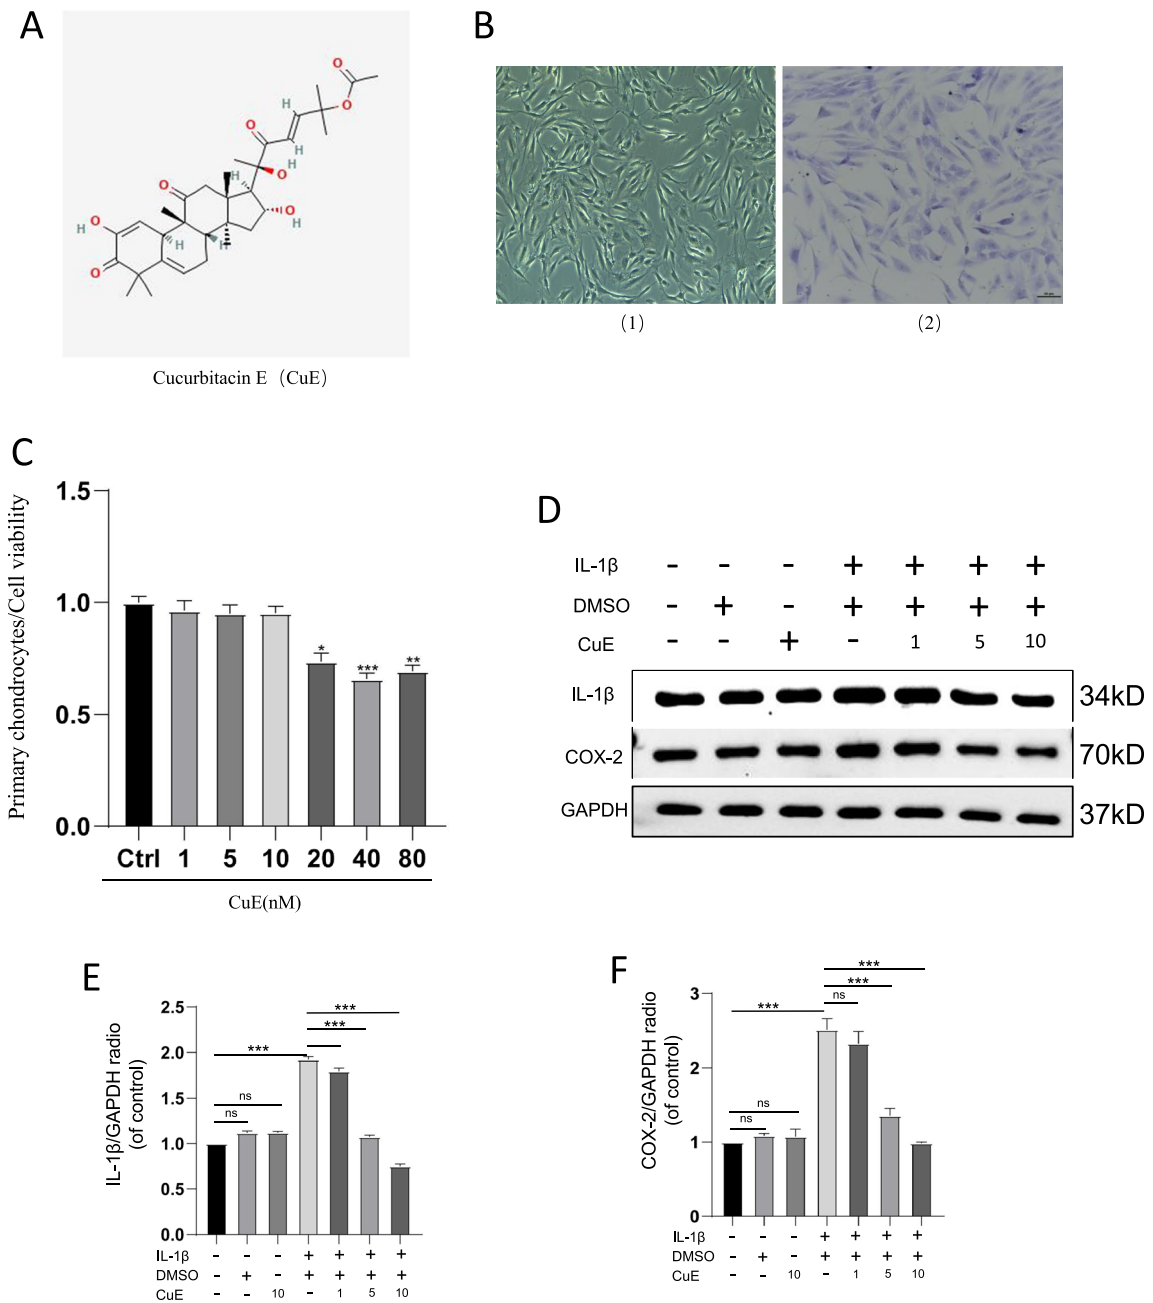 A
B
O
O
H
O
H
O
H
O
H
O
H
O
H
H
H
O
Cucurbitacin E（CuE）
（1）
（2）
C
Primary chondrocytes/Cell viability
1.5
1.0
0.5
0.0
*
***
**
Ctrl 1 5 10 20 40 80
CuE(nM)
D
IL-1β - - - + + + +
DMSO - + - + + + +
CuE - - + - 1 5 10
IL-1β 34kD
COX-2 70kD
GAPDH 37kD
E
IL-1β/GAPDH radio
(of control)
2.5
2.0
1.5
1.0
0.5
0.0
***
***
***
ns
ns
IL-1β - - - + + + +
DMSO - + - + + + +
CuE - - 10 - 1 5 10
F
COX-2/GAPDH radio
(of control)
3
2
1
0
***
***
ns
***
ns
ns
IL-1β - - - + + + +
DMSO - + - + + + +
CuE - - 10 - 1 5 10